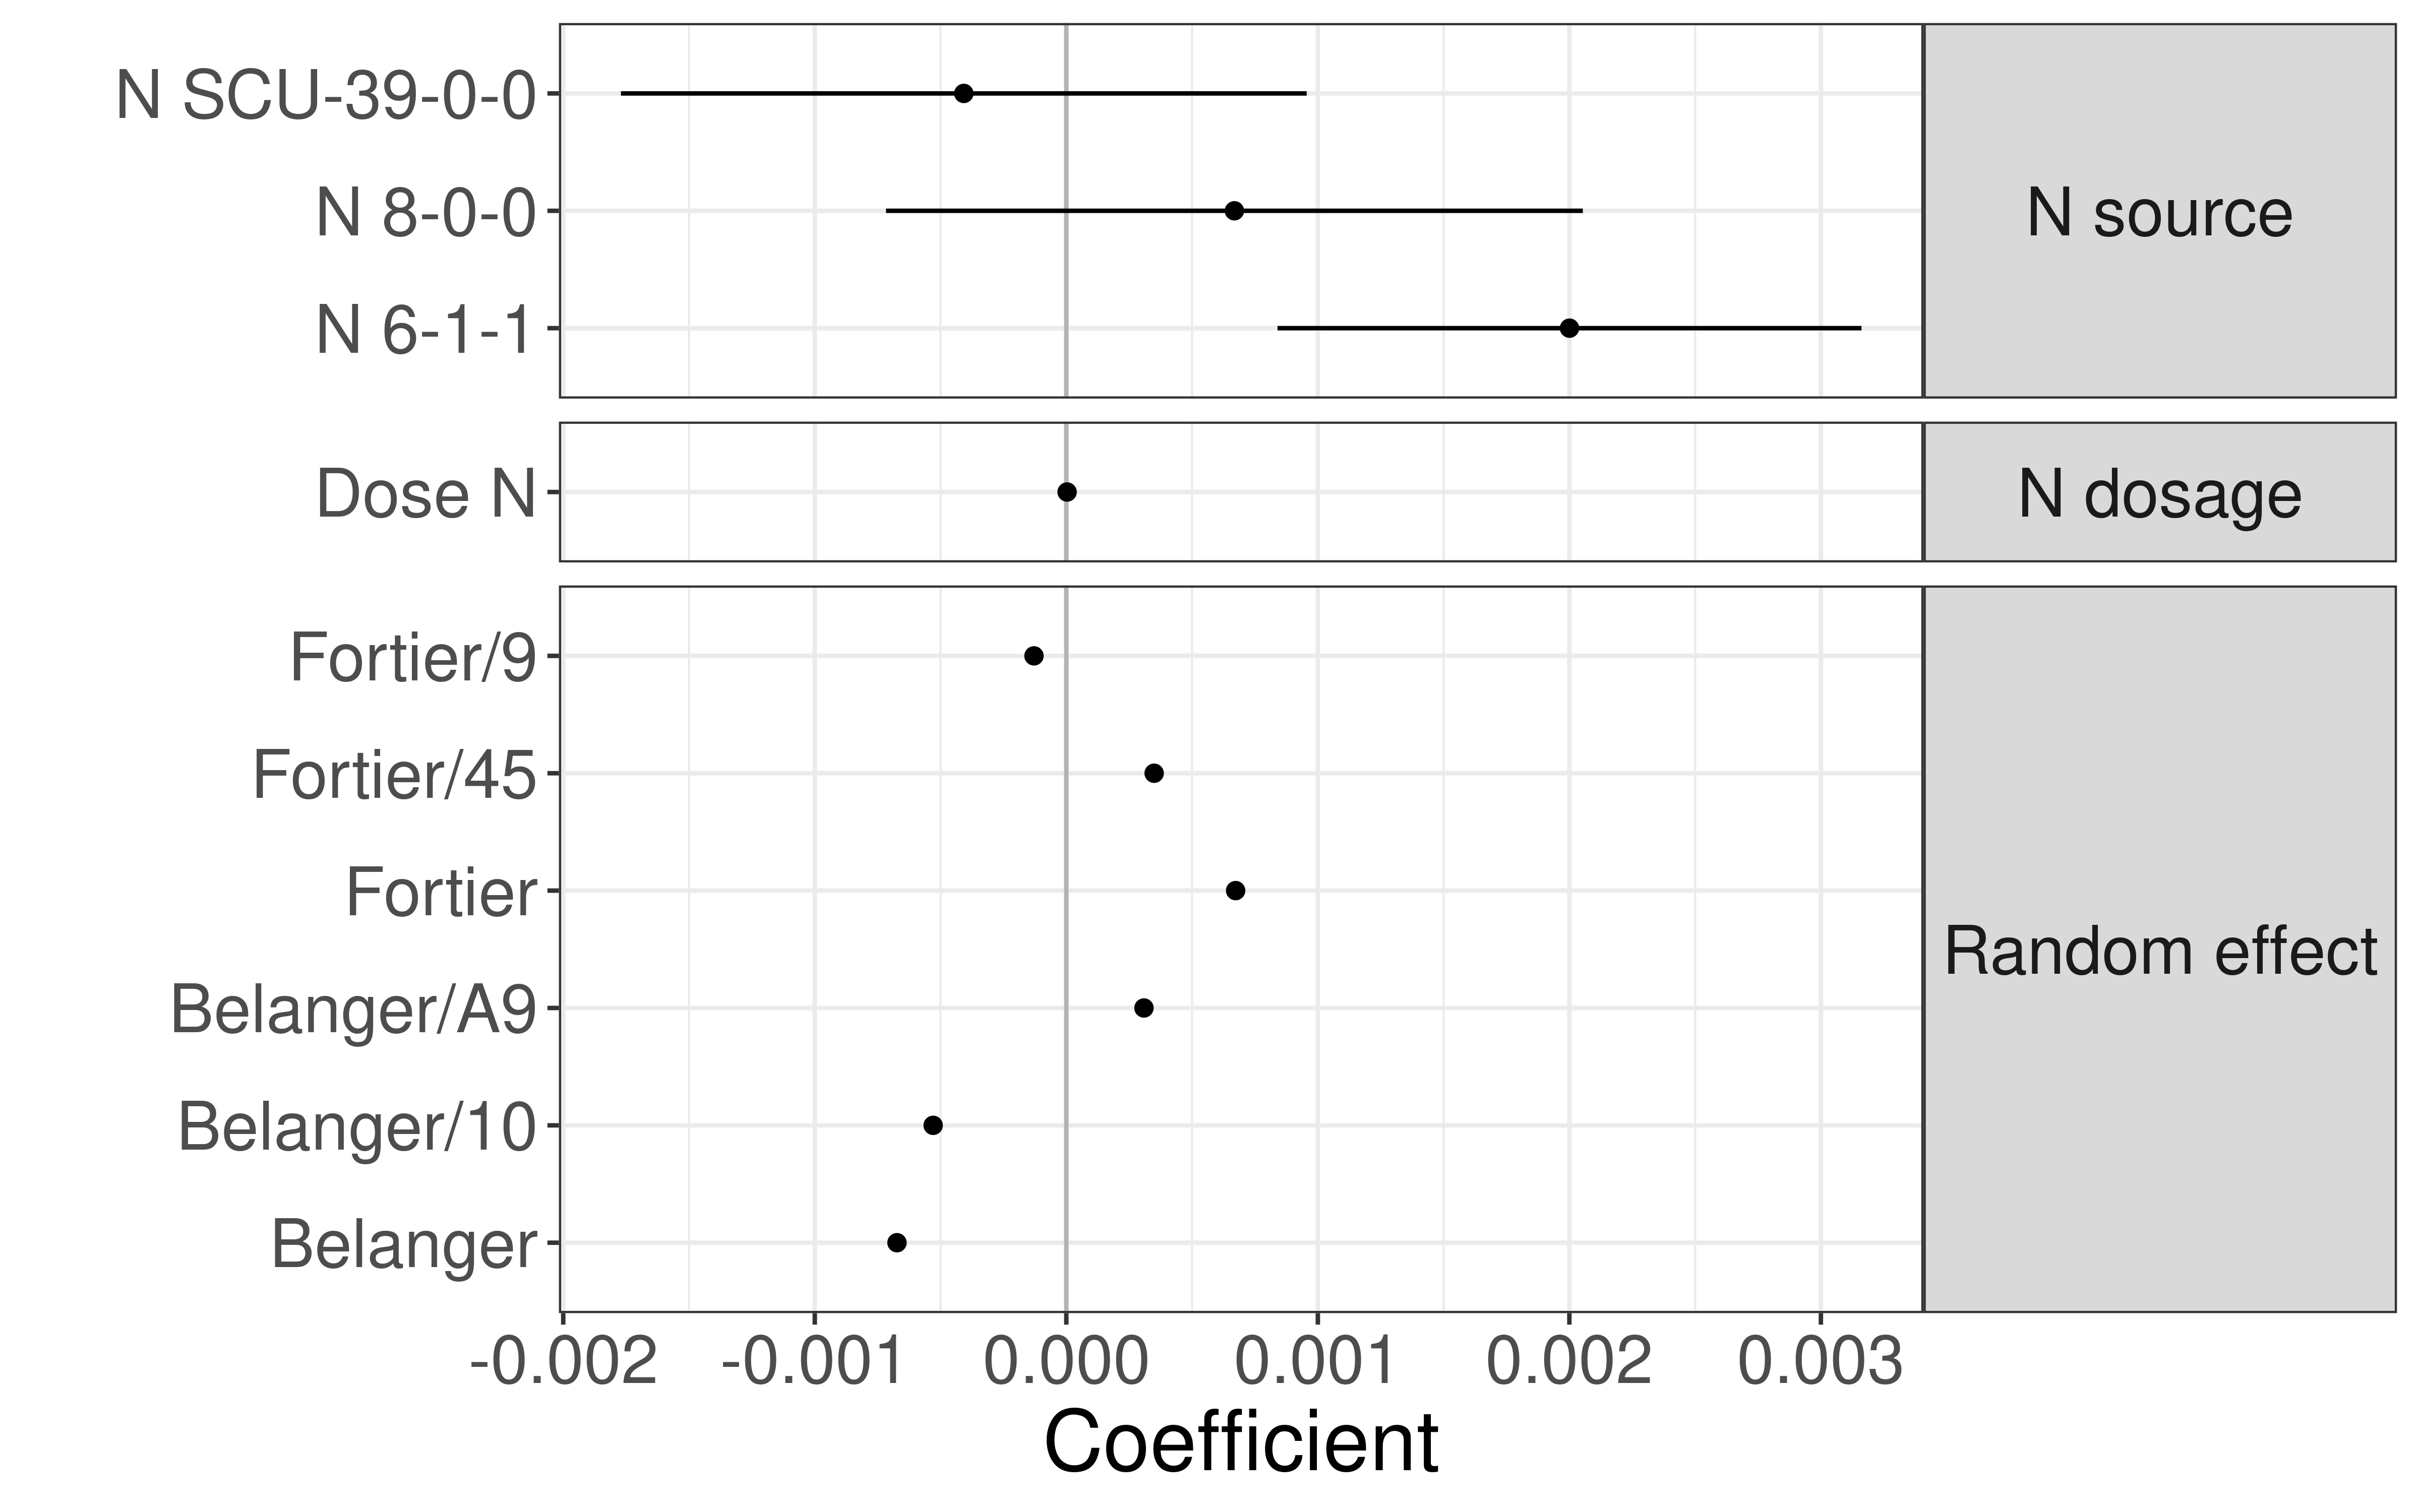 N SCU-39-0-0
N 8-0-0
N 6-1-1
N source
Dose N
N dosage
Fortier/9
Fortier/45
Fortier
Belanger/A9
Belanger/10
Belanger
Random effect
-0.002 -0.001 0.000 0.001 0.002 0.003
Coefficient